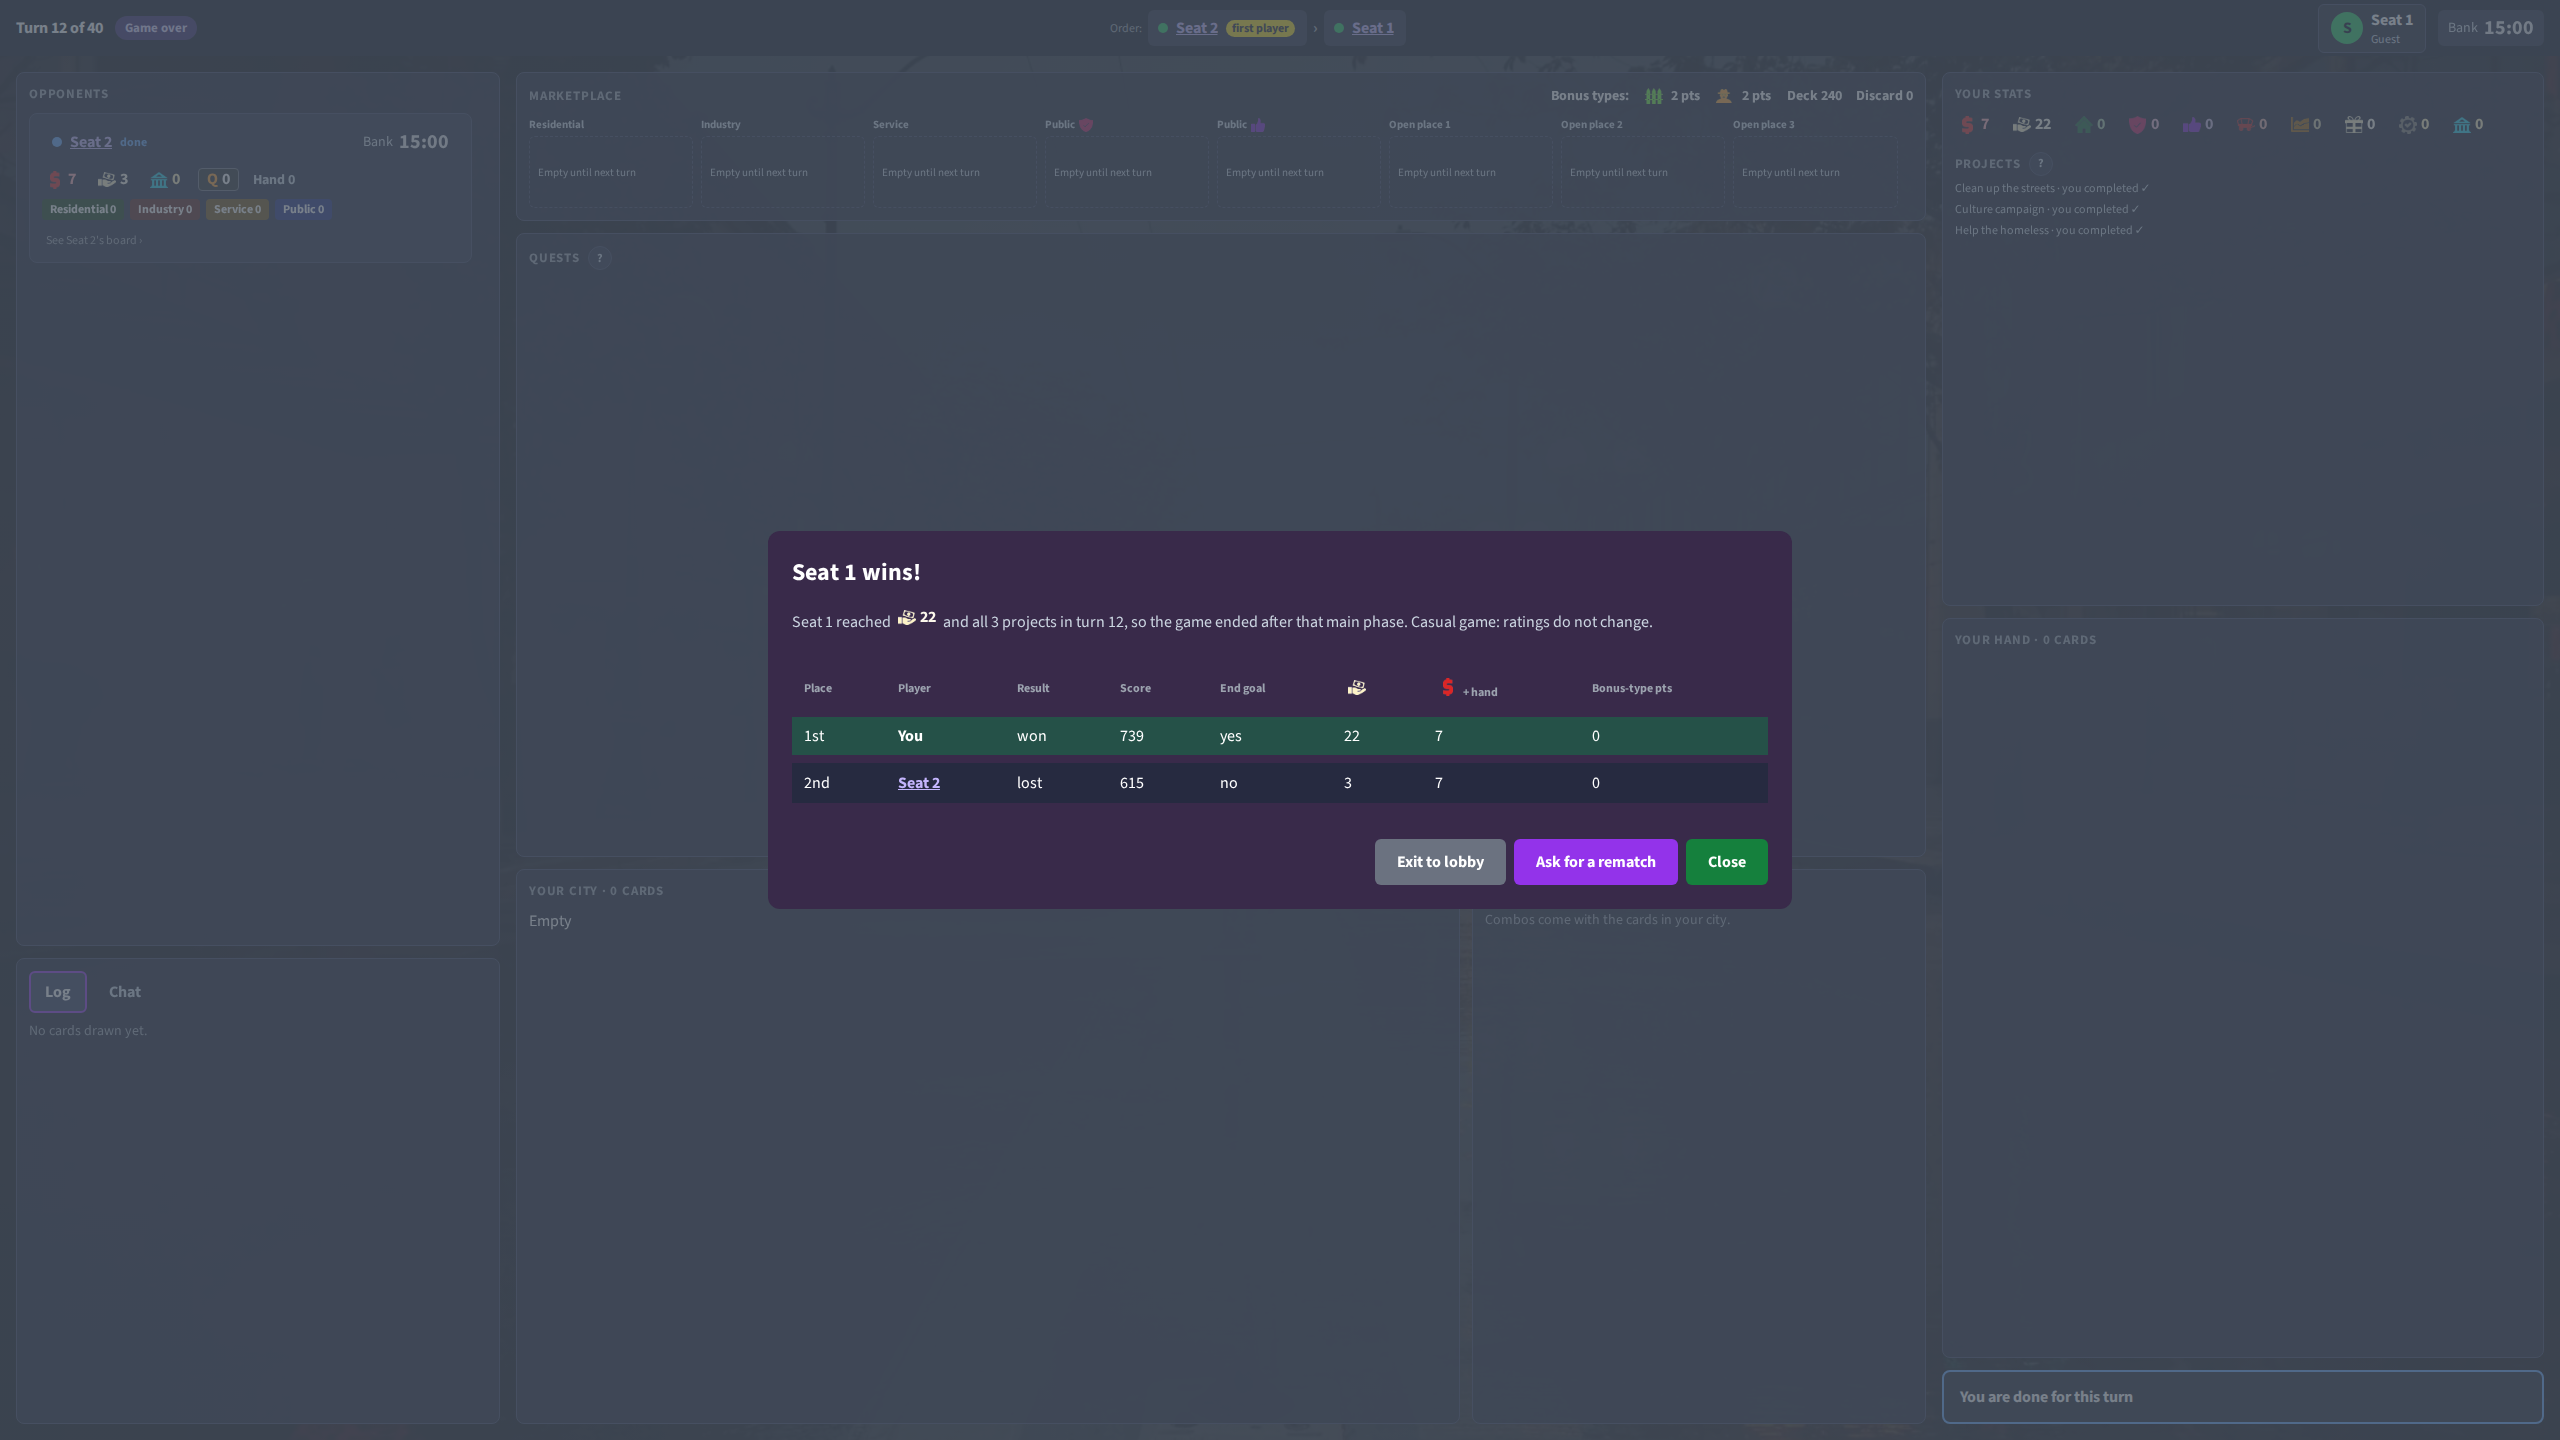 Turn 12 of 40 Game over
Order: Seat 2 first player › Seat 1
S Seat 1 Guest Bank 15:00
OPPONENTS
Seat 2 done Bank 15:00
7 3 0 Q 0 Hand 0
Residential 0 Industry 0 Service 0 Public 0
See Seat 2's board ›
MARKETPLACE
Bonus types: 2 pts 2 pts Deck 240 Discard 0
Residential Industry Service Public Public Open place 1 Open place 2 Open place 3
Empty until next turn Empty until next turn Empty until next turn Empty until next turn Empty until next turn Empty until next turn Empty until next turn Empty until next turn
QUESTS ?
YOUR STATS
7 22 0 0 0 0 0 0 0 0
PROJECTS ?
Clean up the streets · you completed ✓
Culture campaign · you completed ✓
Help the homeless · you completed ✓
Seat 1 wins!
Seat 1 reached 22 and all 3 projects in turn 12, so the game ended after that main phase. Casual game: ratings do not change.
Place Player Result Score End goal $ + hand Bonus-type pts
1st You won 739 yes 22 7 0
2nd Seat 2 lost 615 no 3 7 0
Exit to lobby Ask for a rematch Close
YOUR CITY · 0 CARDS
Empty
Combos come with the cards in your city.
YOUR HAND · 0 CARDS
Log Chat
No cards drawn yet.
You are done for this turn